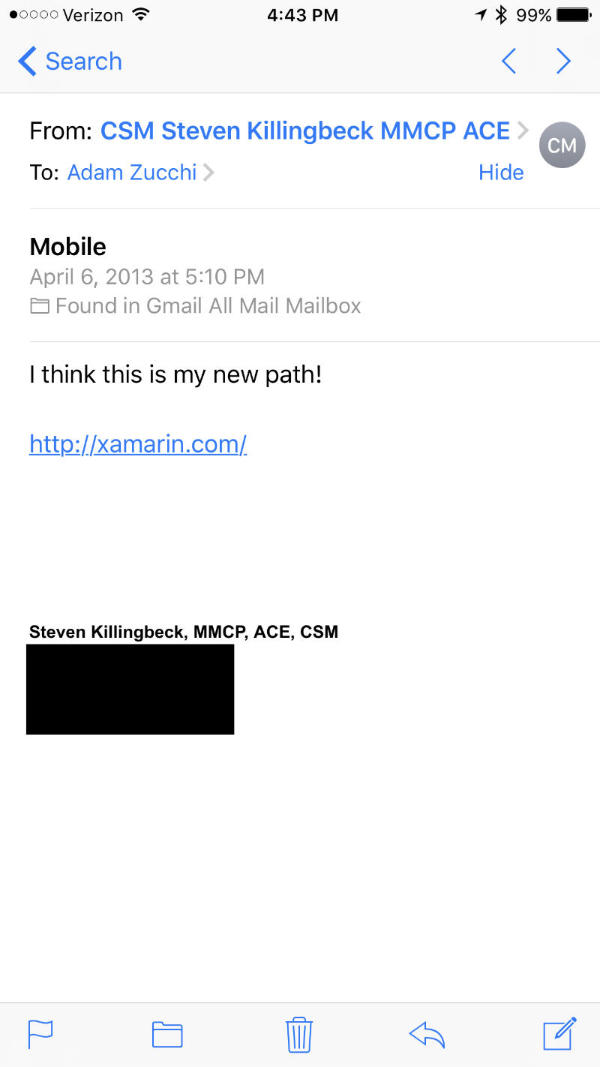 Verizon 4:43 PM 99%
Search
From: CSM Steven Killingbeck MMCP ACE
CM
To: Adam Zucchi Hide
Mobile
April 6, 2013 at 5:10 PM
Found in Gmail All Mail Mailbox
I think this is my new path!
http://xamarin.com/
Steven Killingbeck, MMCP, ACE, CSM